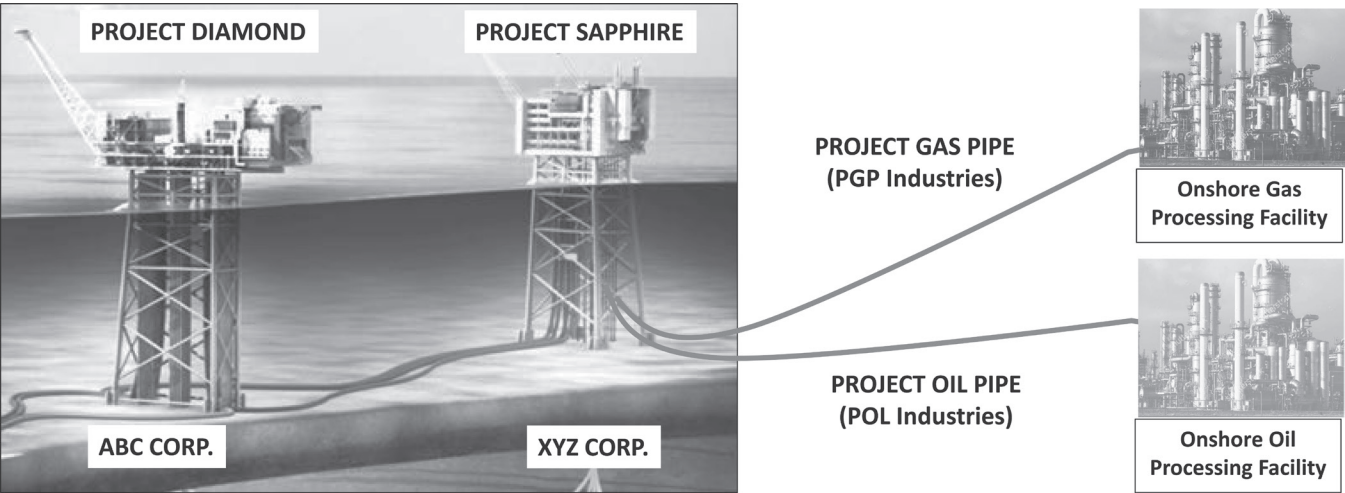 PROJECT DIAMOND
PROJECT SAPPHIRE
PROJECT GAS PIPE
(PGP Industries)
Onshore Gas
Processing Facility
PROJECT OIL PIPE
(POL Industries)
ABC CORP.
XYZ CORP.
Onshore Oil
Processing Facility